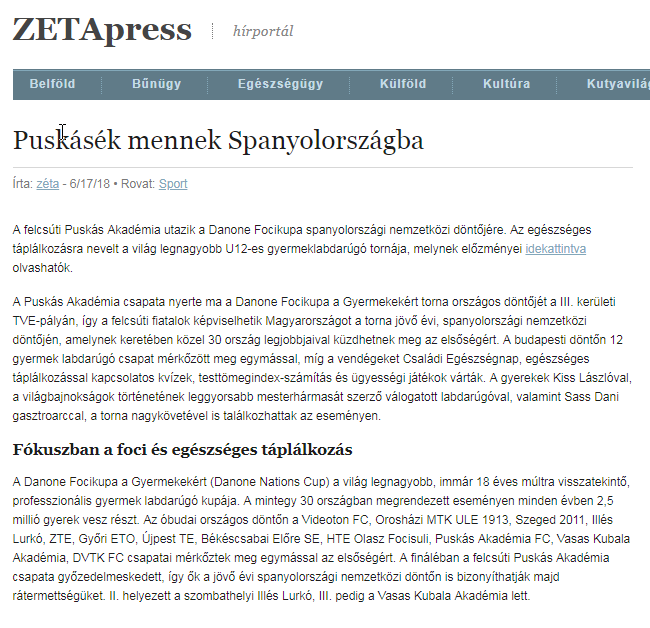 ZETApress hírportál
Belföld Bűnügy Egészségügy Külföld Kultúra Kutyavilág
Puskásék mennek Spanyolországba
Írta: zéta - 6/17/18 • Rovat: Sport
A felcsúti Puskás Akadémia utazik a Danone Focikupa spanyolországi nemzetközi döntőjére. Az egészséges
táplálkozásra nevelt a világ legnagyobb U12-es gyermeklabdarúgó tornája, melynek előzményei idekattintva
olvashatók.
A Puskás Akadémia csapata nyerte ma a Danone Focikupa a Gyermekekért torna országos döntőjét a III. kerületi
TVE-pályán, így a felcsúti fiatalok képviselhetik Magyarországot a torna jövő évi, spanyolországi nemzetközi
döntőjén, amelynek keretében közel 30 ország legjobbjaival küzdhetnek meg az elsőségért. A budapesti döntőn 12
gyermek labdarúgó csapat mérkőzött meg egymással, míg a vendégeket Családi Egészségnap, egészséges
táplálkozással kapcsolatos kvízek, testtömegindex-számítás és ügyességi játékok várták. A gyerekek Kiss Lászlóval,
a világbajnokságok történetének leggyorsabb mesterhármasát szerző válogatott labdarúgóval, valamint Sass Dani
gasztroarccal, a torna nagykövetével is találkozhattak az eseményen.
Fókuszban a foci és egészséges táplálkozás
A Danone Focikupa a Gyermekekért (Danone Nations Cup) a világ legnagyobb, immár 18 éves múltra visszatekintő,
professzionális gyermek labdarúgó kupája. A mintegy 30 országban megrendezett eseményen minden évben 2,5
millió gyerek vesz részt. Az óbudai országos döntőn a Videoton FC, Orosházi MTK ULE 1913, Szeged 2011, Illés
Lurkó, ZTE, Győri ETO, Újpest TE, Békéscsabai Előre SE, HTE Olasz Focisuli, Puskás Akadémia FC, Vasas Kubala
Akadémia, DVTK FC csapatai mérkőztek meg egymással az elsőségért. A fináléban a felcsúti Puskás Akadémia
csapata győzedelmeskedett, így ők a jövő évi spanyolországi nemzetközi döntőn is bizonyíthatják majd
rátermettségüket. II. helyezett a szombathelyi Illés Lurkó, III. pedig a Vasas Kubala Akadémia lett.